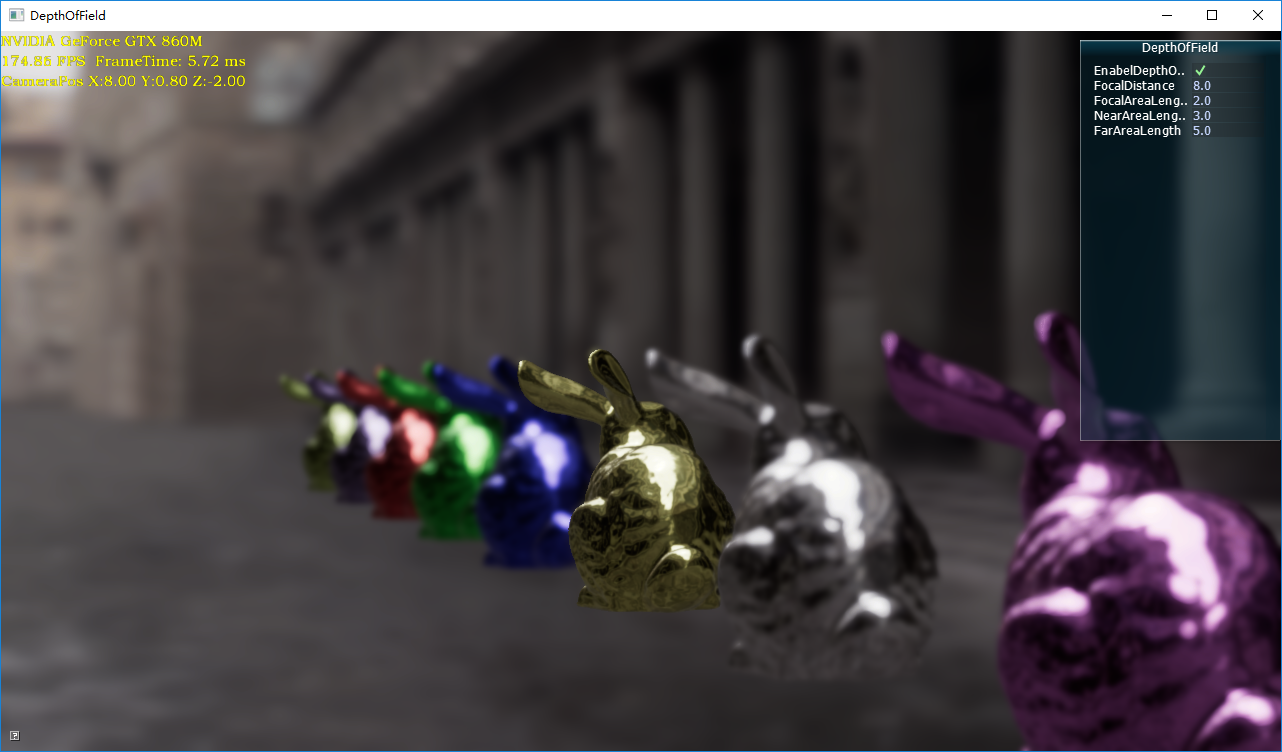 DepthOfField
NVIDIA GeForce GTX 860M
174.85 FPS FrameTime: 5.72 ms
CameraPos X:8.00 Y:0.80 Z:-2.00
DepthOfField
EnabelDepthO.. ✓
FocalDistance 8.0
FocalAreaLeng.. 2.0
NearAreaLeng.. 3.0
FarAreaLength 5.0
?